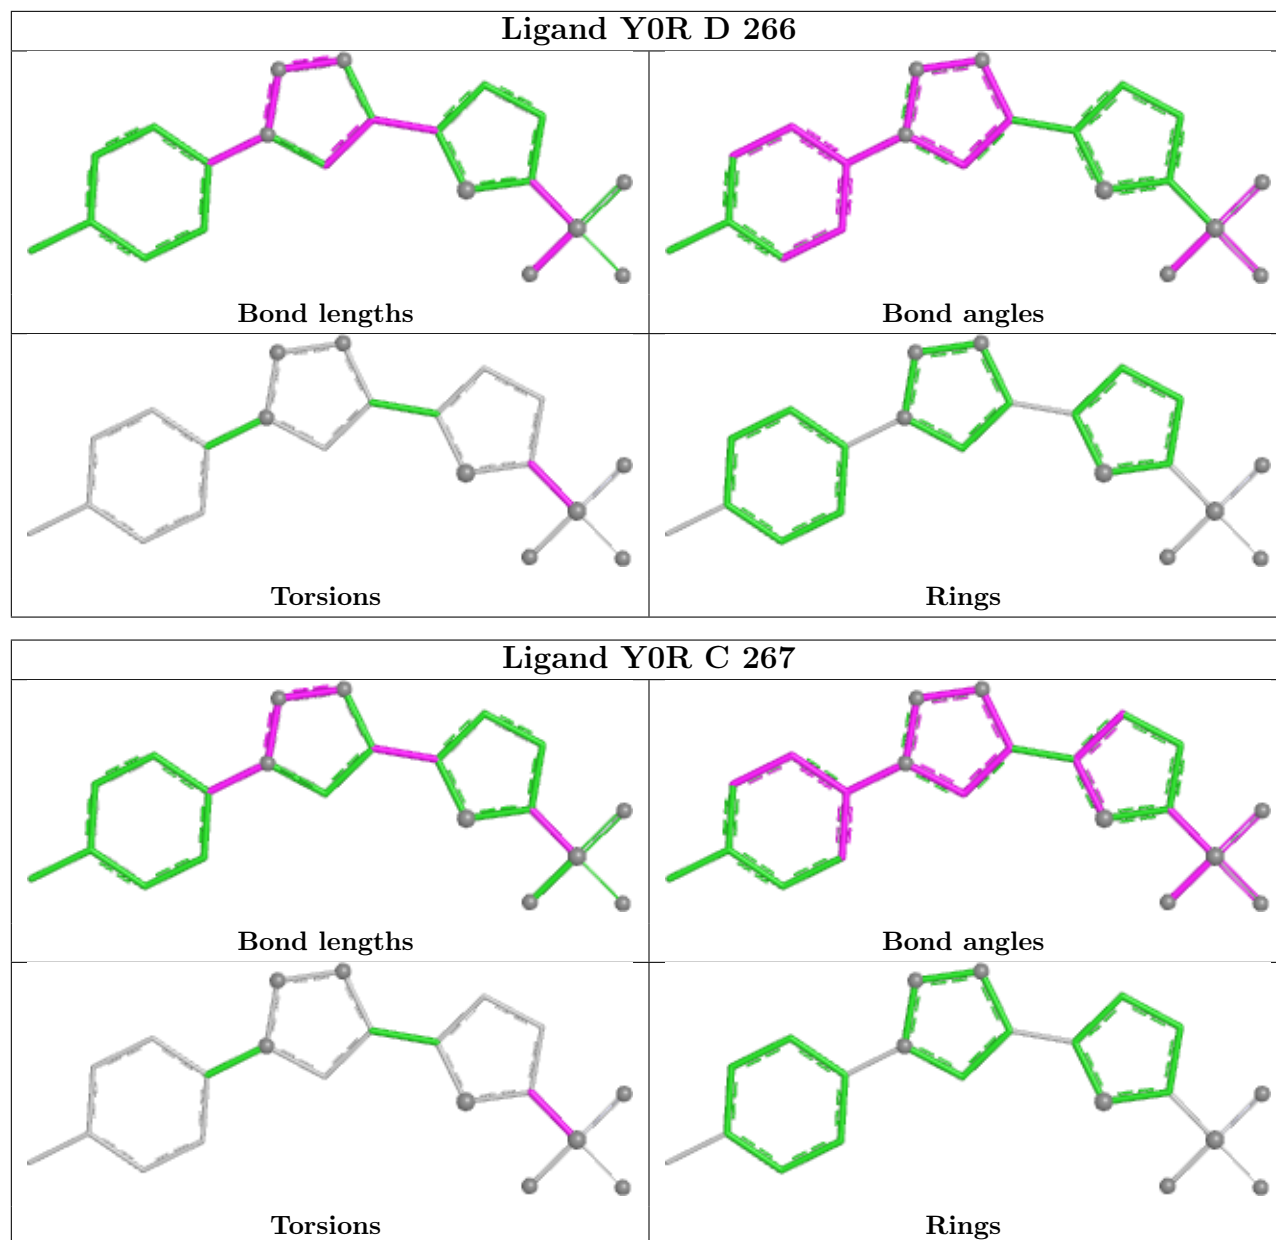 Ligand Y0R D 266
Bond lengths
Bond angles
Torsions
Rings
Ligand Y0R C 267
Bond lengths
Bond angles
Torsions
Rings